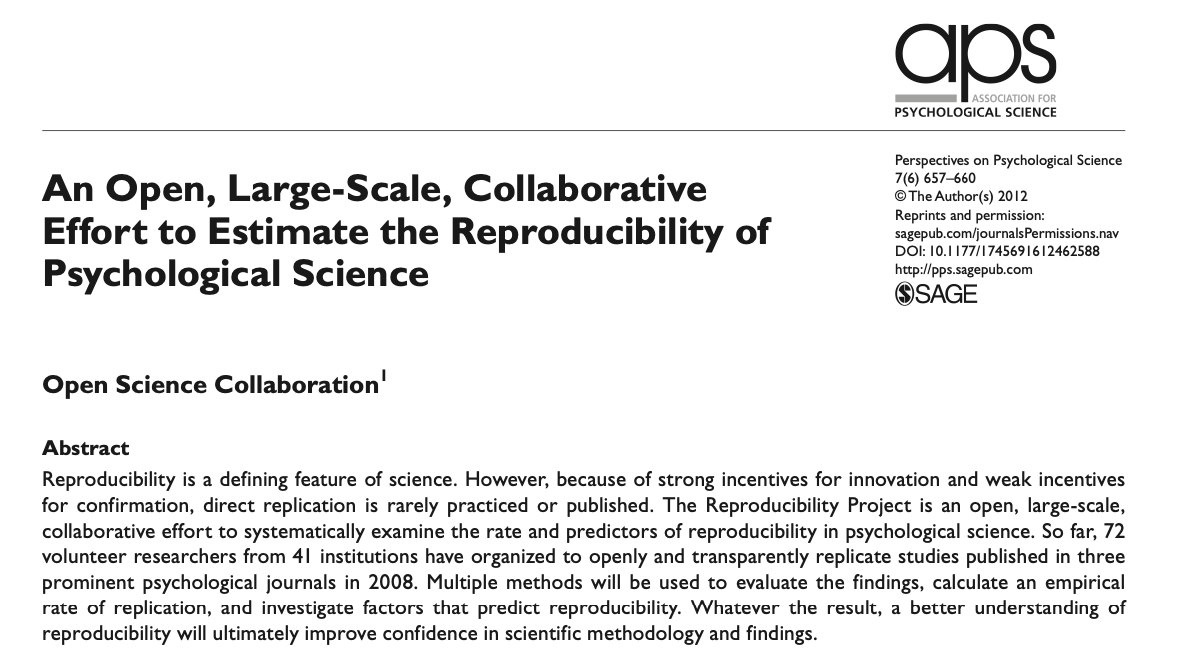 aps
ASSOCIATION FOR
PSYCHOLOGICAL SCIENCE
An Open, Large-Scale, Collaborative
Effort to Estimate the Reproducibility of
Psychological Science
Perspectives on Psychological Science
7(6) 657–660
© The Author(s) 2012
Reprints and permission:
sagepub.com/journalsPermissions.nav
DOI: 10.1177/1745691612462588
http://pps.sagepub.com
SAGE
Open Science Collaboration¹
Abstract
Reproducibility is a defining feature of science. However, because of strong incentives for innovation and weak incentives
for confirmation, direct replication is rarely practiced or published. The Reproducibility Project is an open, large-scale,
collaborative effort to systematically examine the rate and predictors of reproducibility in psychological science. So far, 72
volunteer researchers from 41 institutions have organized to openly and transparently replicate studies published in three
prominent psychological journals in 2008. Multiple methods will be used to evaluate the findings, calculate an empirical
rate of replication, and investigate factors that predict reproducibility. Whatever the result, a better understanding of
reproducibility will ultimately improve confidence in scientific methodology and findings.